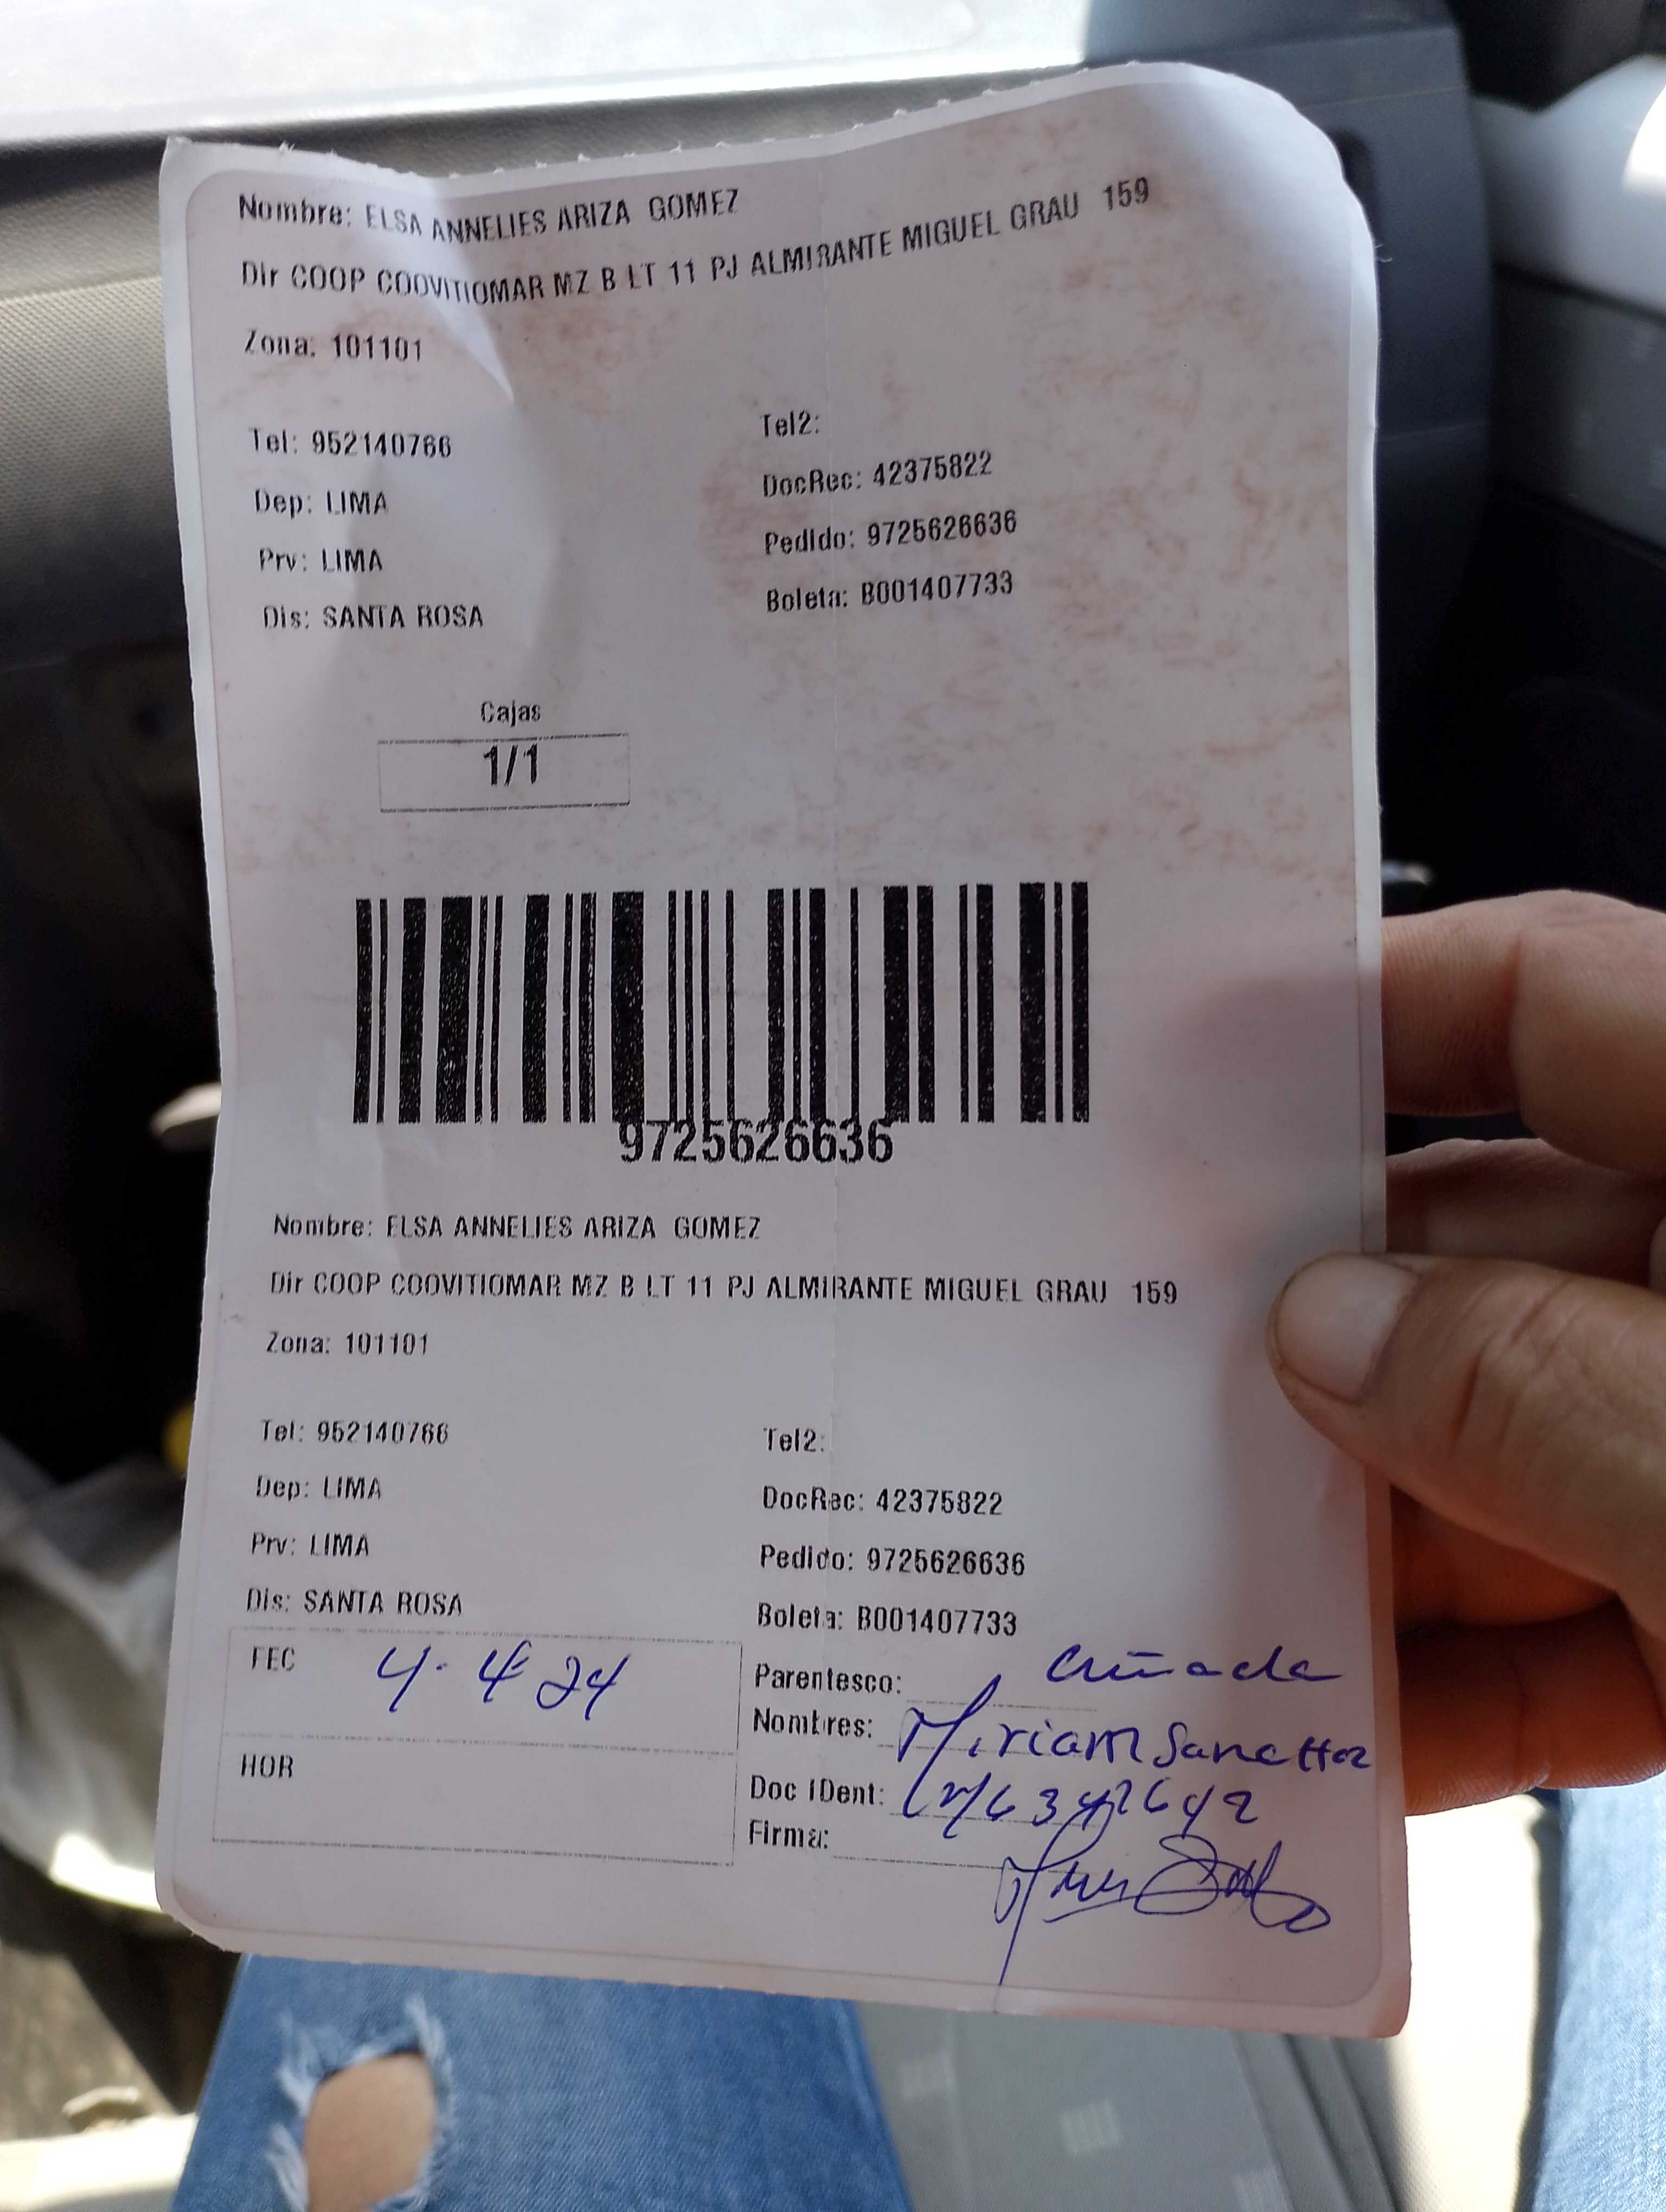 Nombre: ELSA ANNELIES ARIZA GOMEZ
Dir COOP COOVITIOMAR MZ B LT 11 PJ ALMIRANTE MIGUEL GRAU 159
Zona: 101101
Tel: 952140766 Tel2:
Dep: LIMA DocRec: 42375822
Prv: LIMA Pedido: 9725626636
Dis: SANTA ROSA Boleta: B001407733
Cajas
1/1
9725626636
Nombre: ELSA ANNELIES ARIZA GOMEZ
Dir COOP COOVITIOMAR MZ B LT 11 PJ ALMIRANTE MIGUEL GRAU 159
Zona: 101101
Tel: 952140766 Tel2:
Dep: LIMA DocRec: 42375822
Prv: LIMA Pedido: 9725626636
Dis: SANTA ROSA Boleta: B001407733
FEC 4.4 24 Parentesco: Cuñada
Nombres: Miriam
HOR Doc IDent:
Firma: